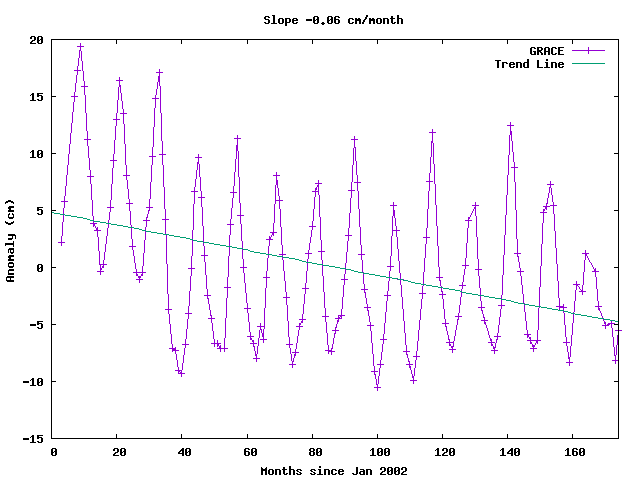 Slope -0.06 cm/month
GRACE
Trend Line
20
15
10
5
0
-5
-10
-15
Anomaly (cm)
0 20 40 60 80 100 120 140 160
Months since Jan 2002